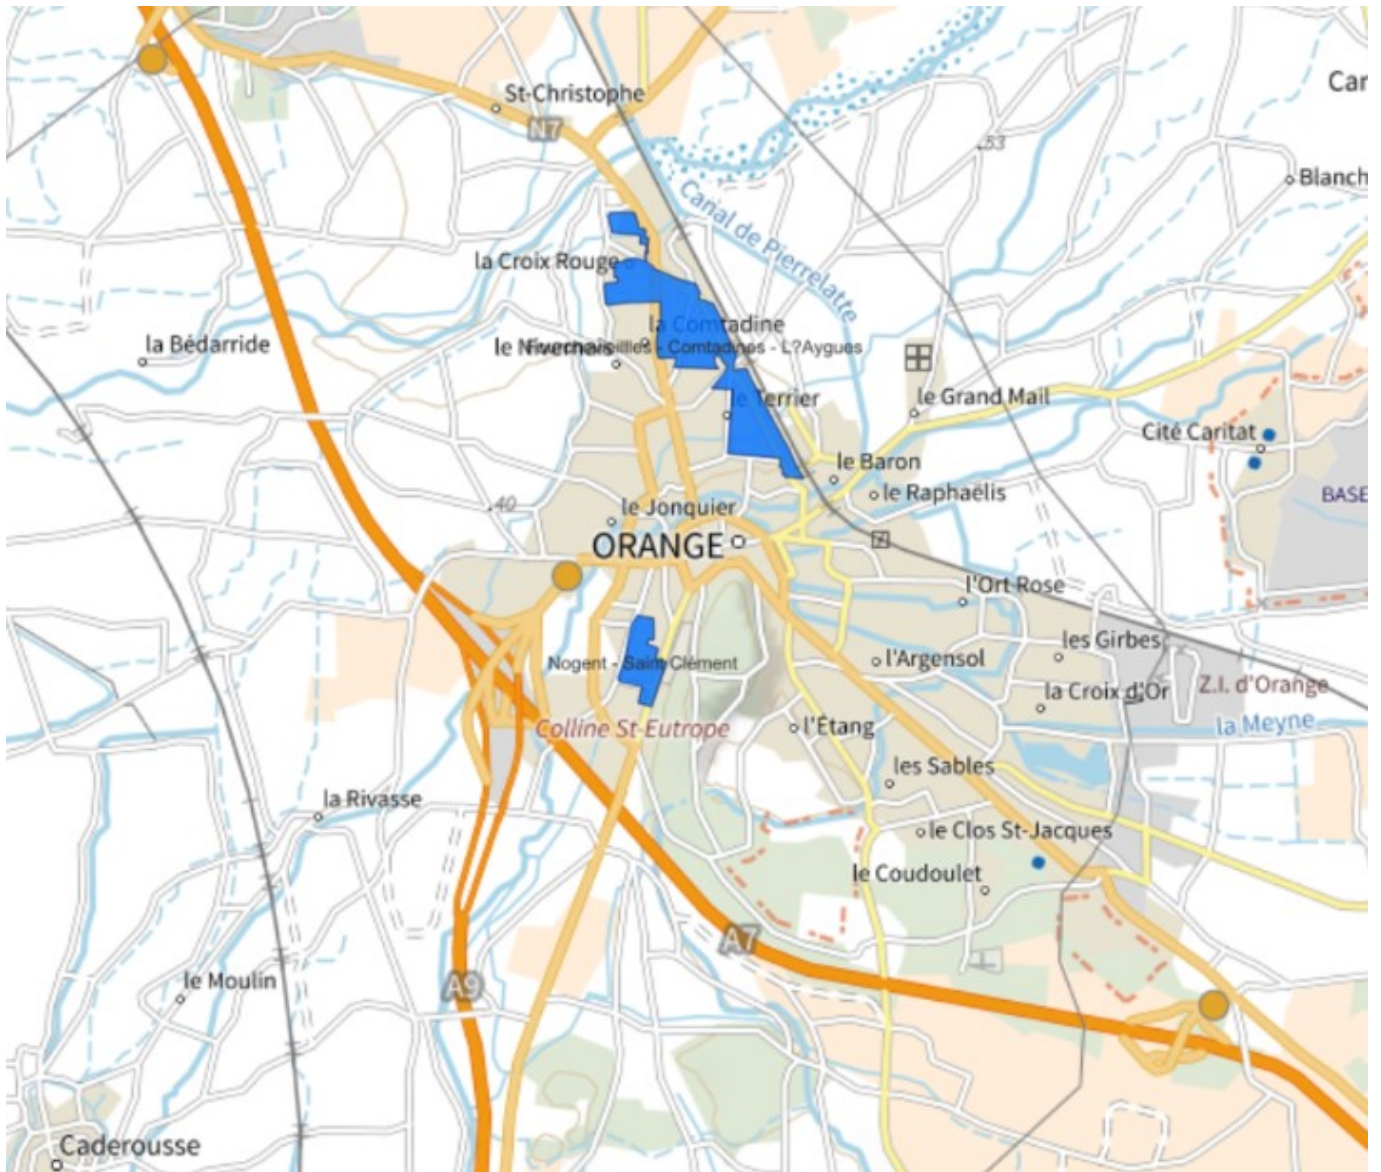 St-Christophe
N7
Car
53
Blanch
Canal de Pierrelatte
la Croix Rouge
la Comtadine
la Bédarride
le Nivernais
- Comtadines - L?Aygues
le Terrier
le Grand Mail
Cité Caritat
le Baron
le Raphaëlis
BASE
40
le Jonquier
ORANGE
l'Ort Rose
les Girbes
Nogent - Saint Clément
l'Argensol
la Croix d'Or
Z.I. d'Orange
la Meyne
Colline St-Eutrope
l'Étang
les Sables
la Rivasse
le Clos St-Jacques
le Coudoulet
A7
A9
le Moulin
Caderousse